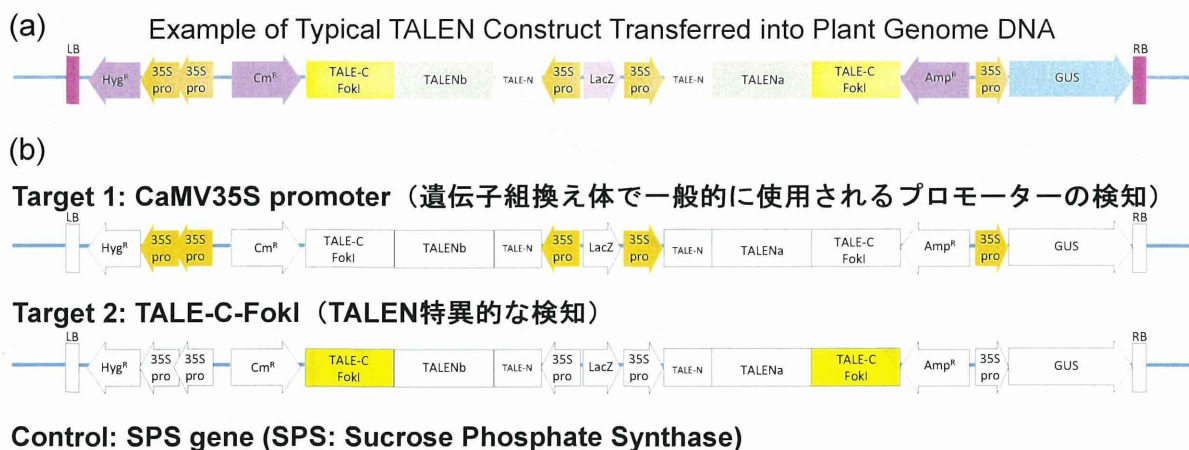 (a) Example of Typical TALEN Construct Transferred into Plant Genome DNA
LB
RB
Hyg^R 35S pro 35S pro Cm^R TALE-C FokI TALENb TALE-N 35S pro LacZ 35S pro TALE-N TALENa TALE-C FokI Amp^R 35S pro GUS
(b)
Target 1: CaMV35S promoter（遺伝子組換え体で一般的に使用されるプロモーターの検知）
LB
RB
Hyg^R 35S pro 35S pro Cm^R TALE-C FokI TALENb TALE-N 35S pro LacZ 35S pro TALE-N TALENa TALE-C FokI Amp^R 35S pro GUS
Target 2: TALE-C-FokI（TALEN特異的な検知）
LB
RB
Hyg^R 35S pro 35S pro Cm^R TALE-C FokI TALENb TALE-N 35S pro LacZ 35S pro TALE-N TALENa TALE-C FokI Amp^R 35S pro GUS
Control: SPS gene (SPS: Sucrose Phosphate Synthase)